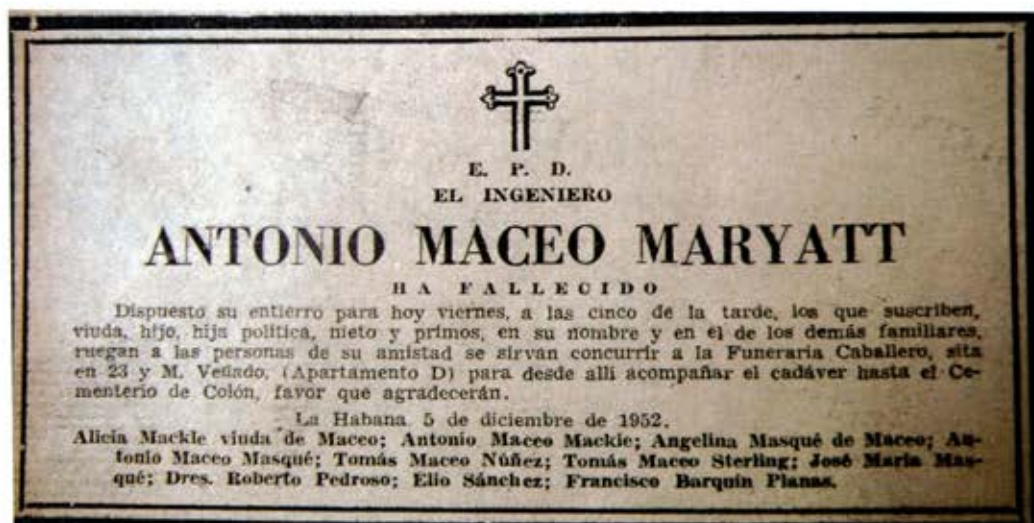 E. P. D.
EL INGENIERO
ANTONIO MACEO MARYATT
HA FALLECIDO
Dispuesto su entierro para hoy viernes, a las cinco de la tarde, los que suscriben,
viuda, hijo, hija política, nieto y primos, en su nombre y en el de los demás familiares,
ruegan a las personas de su amistad se sirvan concurrir a la Funeraria Caballero, sita
en 23 y M. Vedado, (Apartamento D) para desde allí acompañar el cadáver hasta el Ce-
menterio de Colón, favor que agradecerán.
La Habana 5 de diciembre de 1952.
Alicia Mackle viuda de Maceo; Antonio Maceo Mackie; Angelina Masqué de Maceo; An-
tonio Maceo Masqué; Tomás Maceo Núñez; Tomás Maceo Sterling; José María Mas-
qué; Dres. Roberto Pedroso; Elio Sánchez; Francisco Barquín Planas.